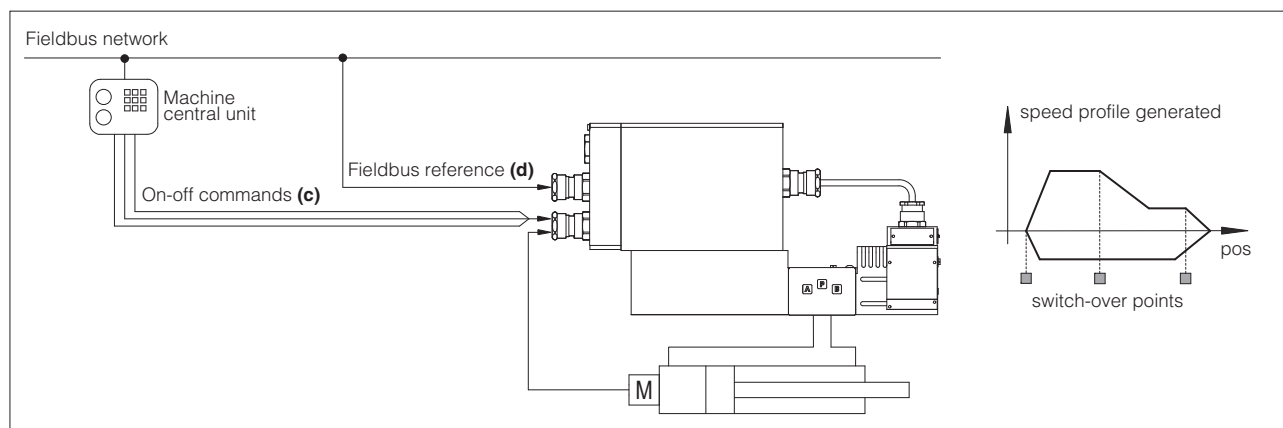 Fieldbus network
Machine
central unit
speed profile generated
Fieldbus reference (d)
On-off commands (c)
pos
A P B
switch-over points
M